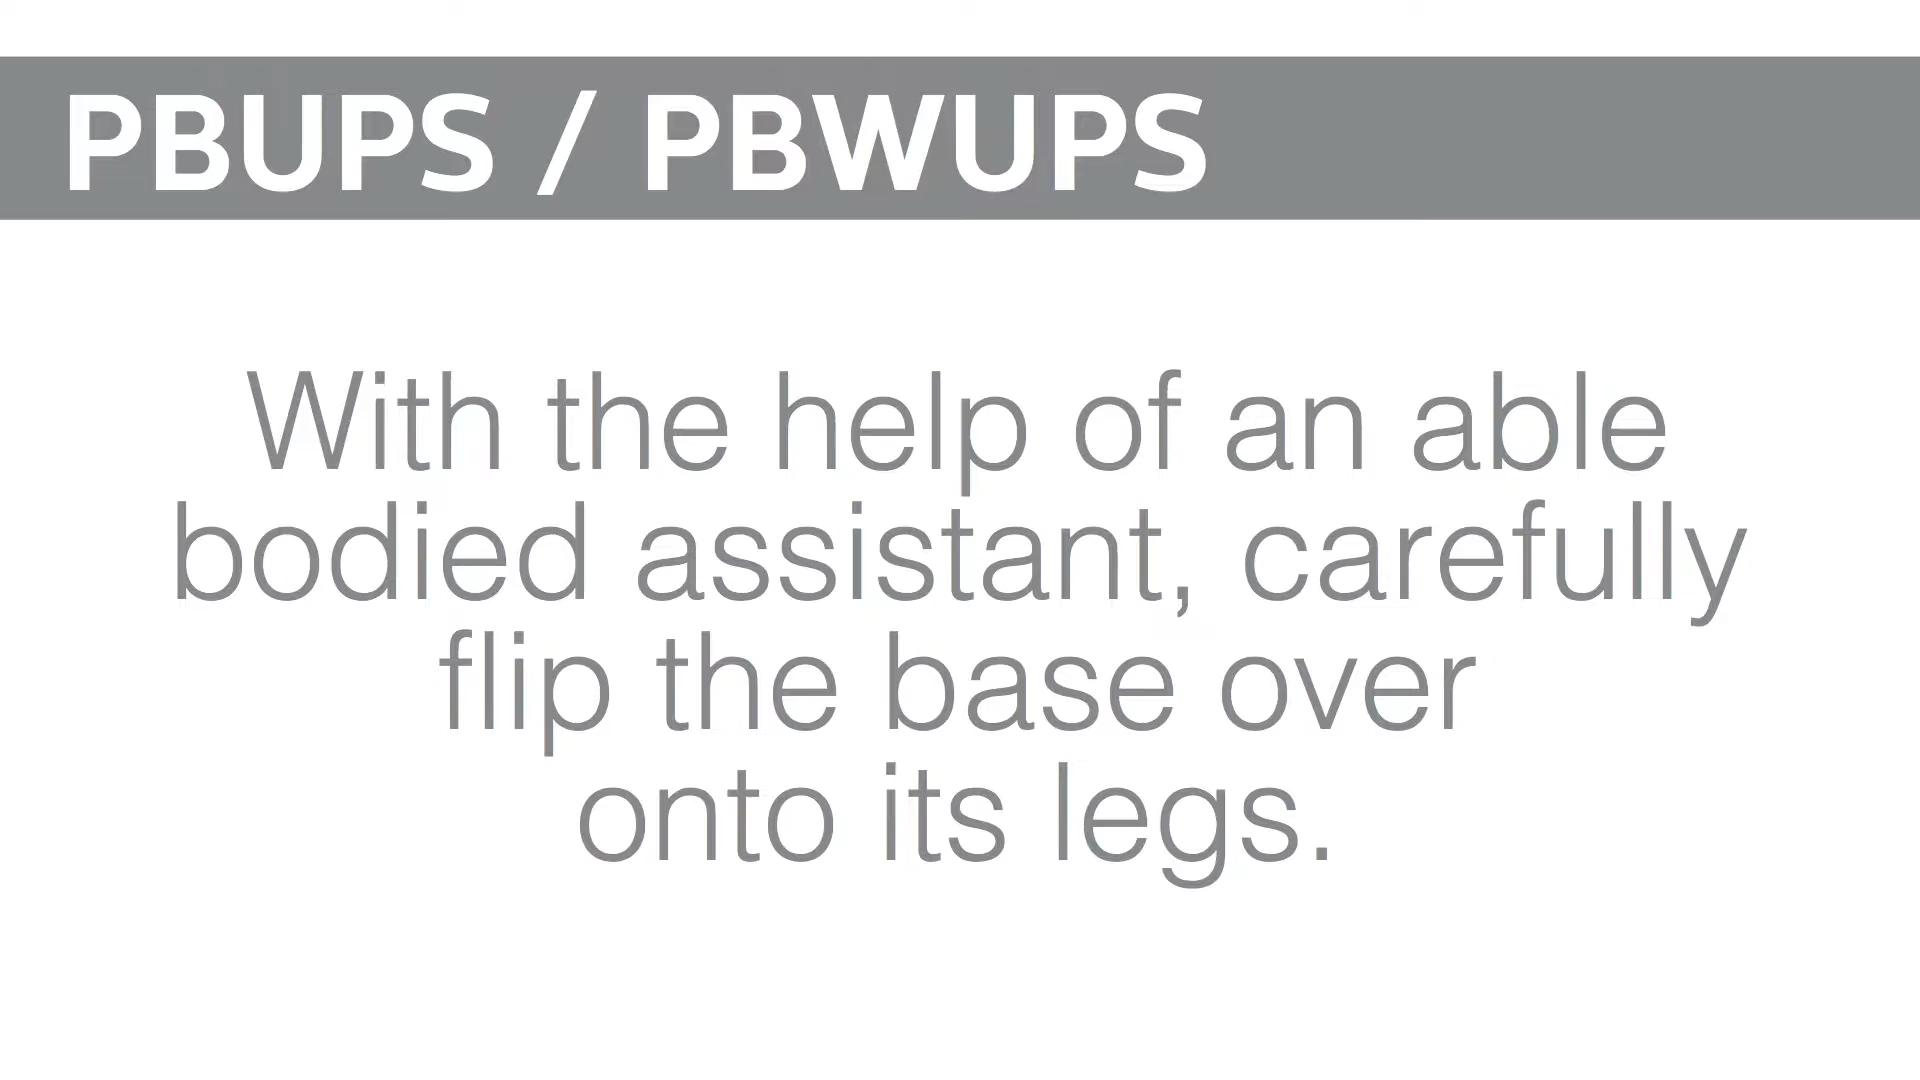 PBUPS / PBWUPS
With the help of an able
bodied assistant, carefully
flip the base over
onto its legs.